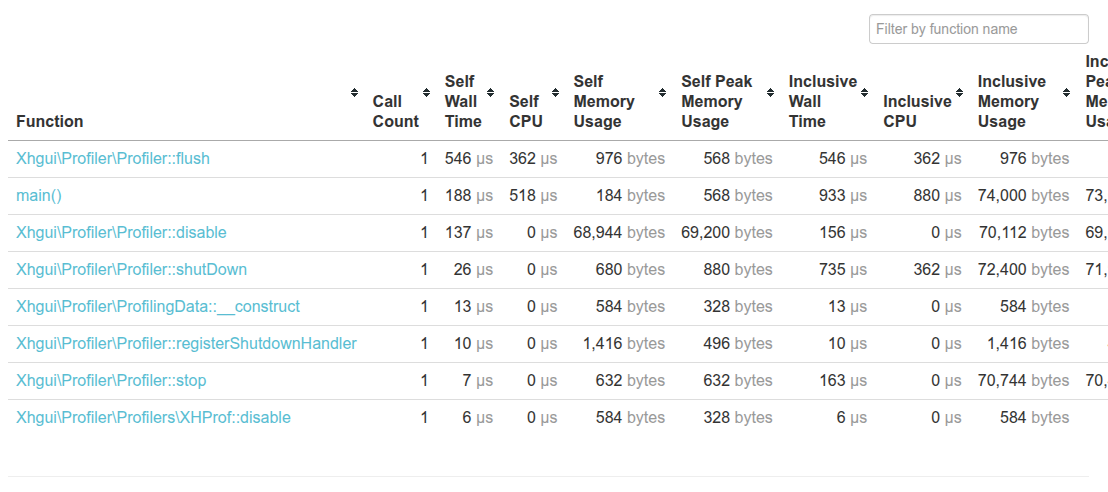 Filter by function name
Function Call Count Self Wall Time Self CPU Self Memory Usage Self Peak Memory Usage Inclusive Wall Time Inclusive CPU Inclusive Memory Usage Inc Pea Me Usa
Xhgui\Profiler\Profiler::flush 1 546 µs 362 µs 976 bytes 568 bytes 546 µs 362 µs 976 bytes
main() 1 188 µs 518 µs 184 bytes 568 bytes 933 µs 880 µs 74,000 bytes 73,
Xhgui\Profiler\Profiler::disable 1 137 µs 0 µs 68,944 bytes 69,200 bytes 156 µs 0 µs 70,112 bytes 69,
Xhgui\Profiler\Profiler::shutDown 1 26 µs 0 µs 680 bytes 880 bytes 735 µs 362 µs 72,400 bytes 71,
Xhgui\Profiler\ProfilingData::__construct 1 13 µs 0 µs 584 bytes 328 bytes 13 µs 0 µs 584 bytes
Xhgui\Profiler\Profiler::registerShutdownHandler 1 10 µs 0 µs 1,416 bytes 496 bytes 10 µs 0 µs 1,416 bytes
Xhgui\Profiler\Profiler::stop 1 7 µs 0 µs 632 bytes 632 bytes 163 µs 0 µs 70,744 bytes 70,
Xhgui\Profiler\Profilers\XHProf::disable 1 6 µs 0 µs 584 bytes 328 bytes 6 µs 0 µs 584 bytes